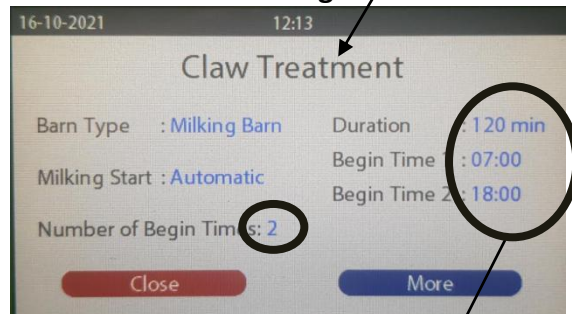 16-10-2021 12:13
Claw Treatment
Barn Type : Milking Barn
Milking Start : Automatic
Number of Begin Times: 2
Duration : 120 min
Begin Time 1 : 07:00
Begin Time 2 : 18:00
Close
More